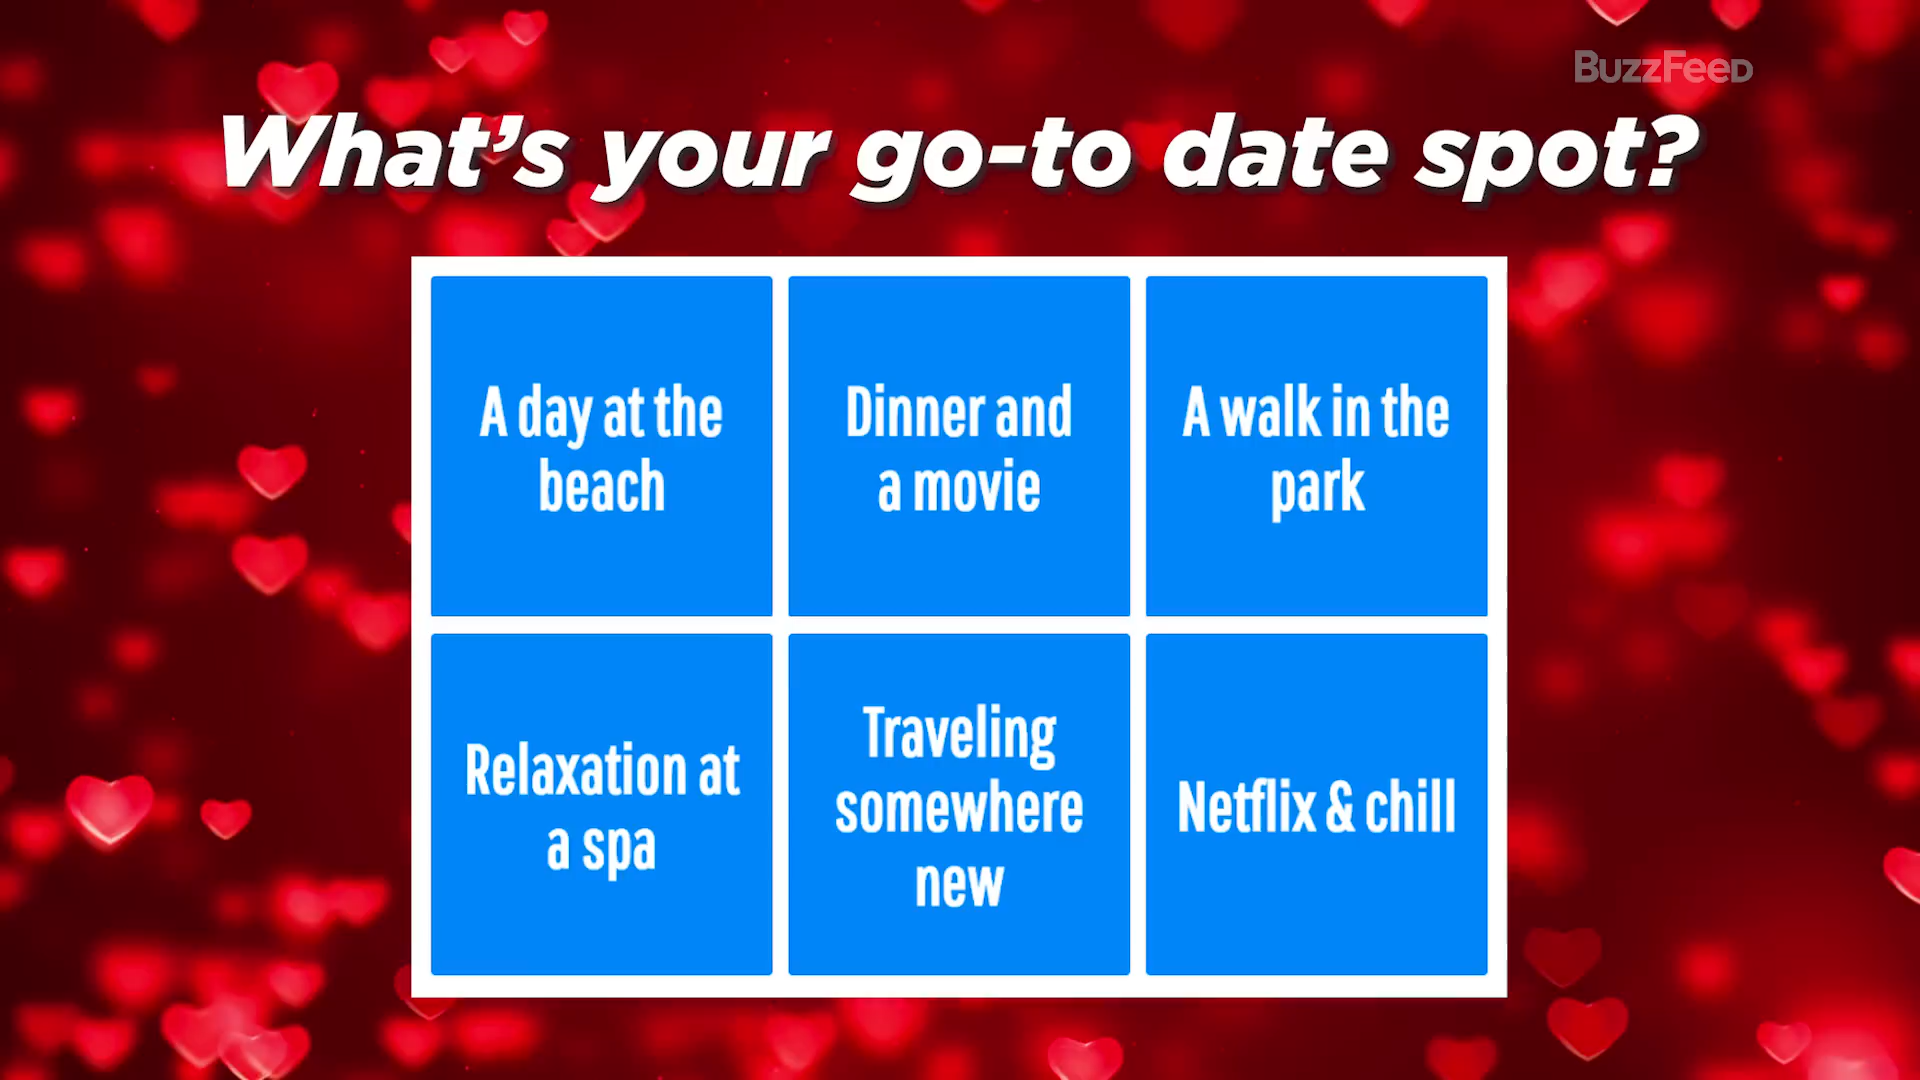 BuzzFeed
What's your go-to date spot?
A day at the
beach
Dinner and
a movie
A walk in the
park
Relaxation at
a spa
Traveling
somewhere
new
Netflix & chill